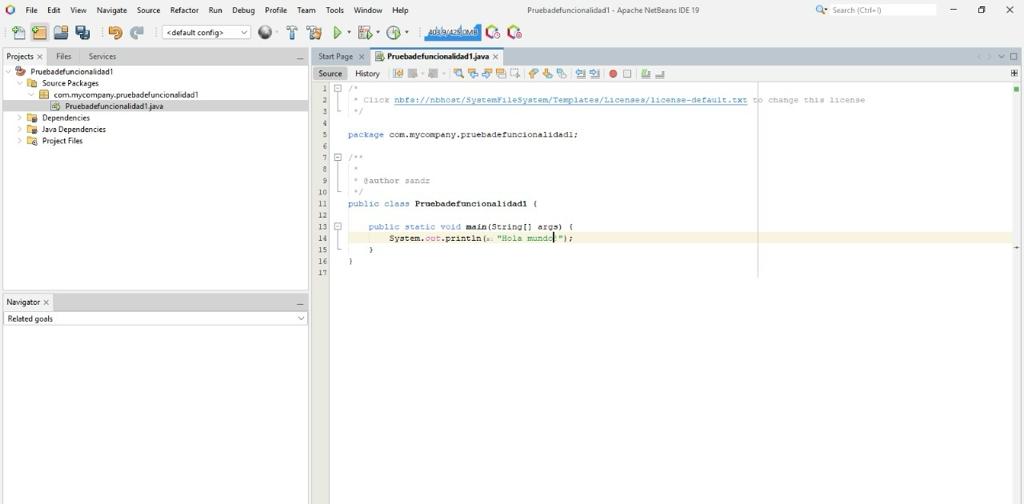 File Edit View Navigate Source Refactor Run Debug Profile Team Tools Window Help
Pruebadefuncionalidad1 - Apache NetBeans IDE 19
Search (Ctrl+I)
<default config>
403,9/425,0MB
Projects Files Services
Pruebadefuncionalidad1
Source Packages
com.mycompany.pruebadefuncionalidad1
Pruebadefuncionalidad1.java
Dependencies
Java Dependencies
Project Files
Navigator
Related goals
Start Page Pruebadefuncionalidad1.java
Source History
1 /*
2 * Click nbfs://nbhost/SystemFileSystem/Templates/Licenses/license-default.txt to change this license
3 */
4
5 package com.mycompany.pruebadefuncionalidad1;
6
7 /**
8 *
9 * @author sandr
10 */
11 public class Pruebadefuncionalidad1 {
12
13 public static void main(String[] args) {
14 System.out.println(x: "Hola mundo!");
15 }
16 }
17